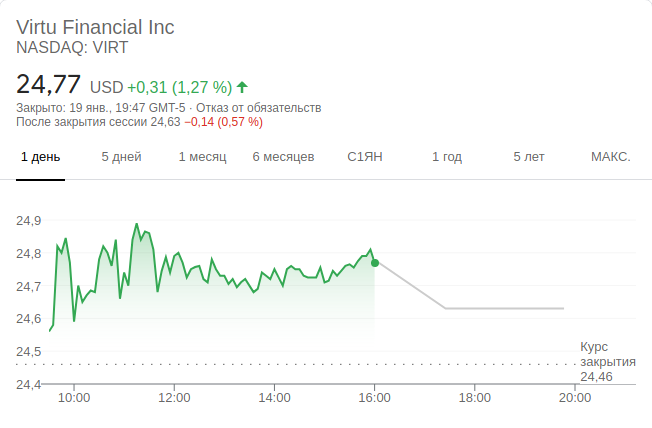 Virtu Financial Inc
NASDAQ: VIRT
24,77 USD +0,31 (1,27 %)
Закрыто: 19 янв., 19:47 GMT-5 · Отказ от обязательств
После закрытия сессии 24,63 −0,14 (0,57 %)
1 день 5 дней 1 месяц 6 месяцев С1ЯН 1 год 5 лет МАКС.
24,9
24,8
24,7
24,6
24,5
24,4
Курс
закрытия
24,46
10:00 12:00 14:00 16:00 18:00 20:00